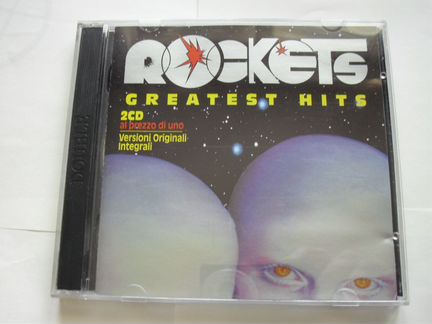 ROCKETS
GREATEST HITS
2CD
al prezzo di uno
Versioni Originali
Integrali
DOUBLE